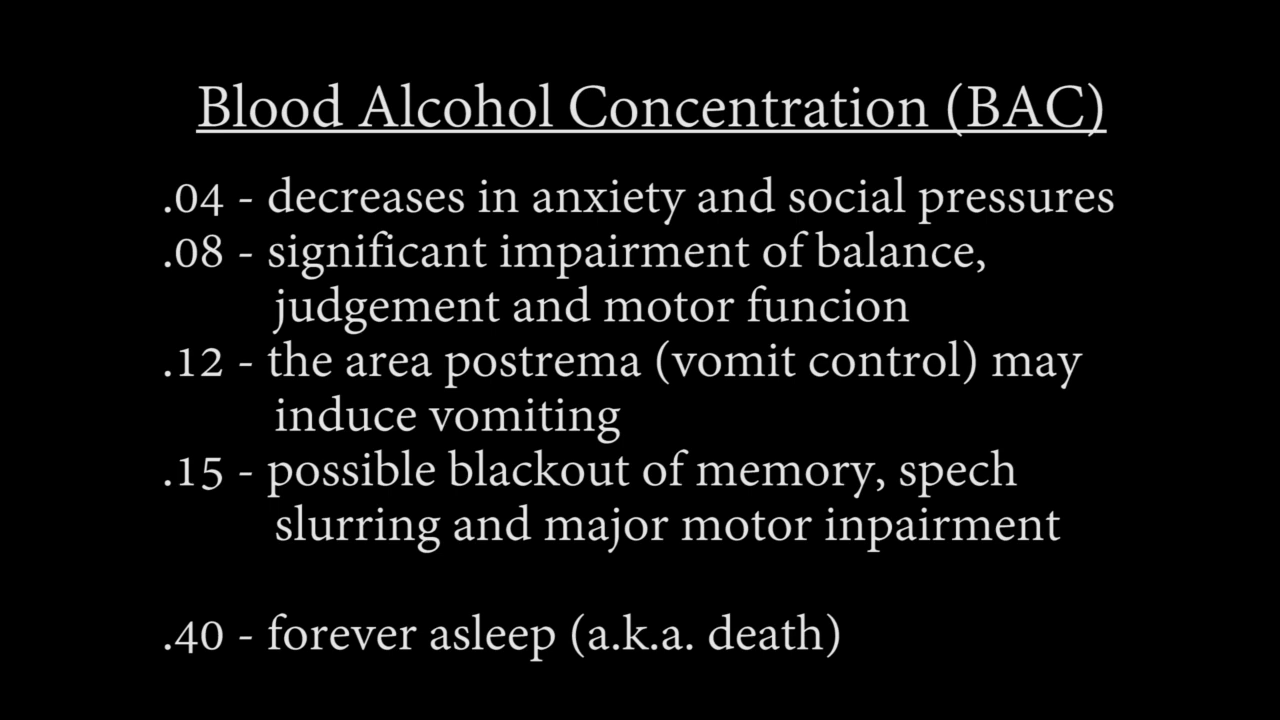 Blood Alcohol Concentration (BAC)
.04 - decreases in anxiety and social pressures
.08 - significant impairment of balance,
judgement and motor funcion
.12 - the area postrema (vomit control) may
induce vomiting
.15 - possible blackout of memory, spech
slurring and major motor inpairment
.40 - forever asleep (a.k.a. death)